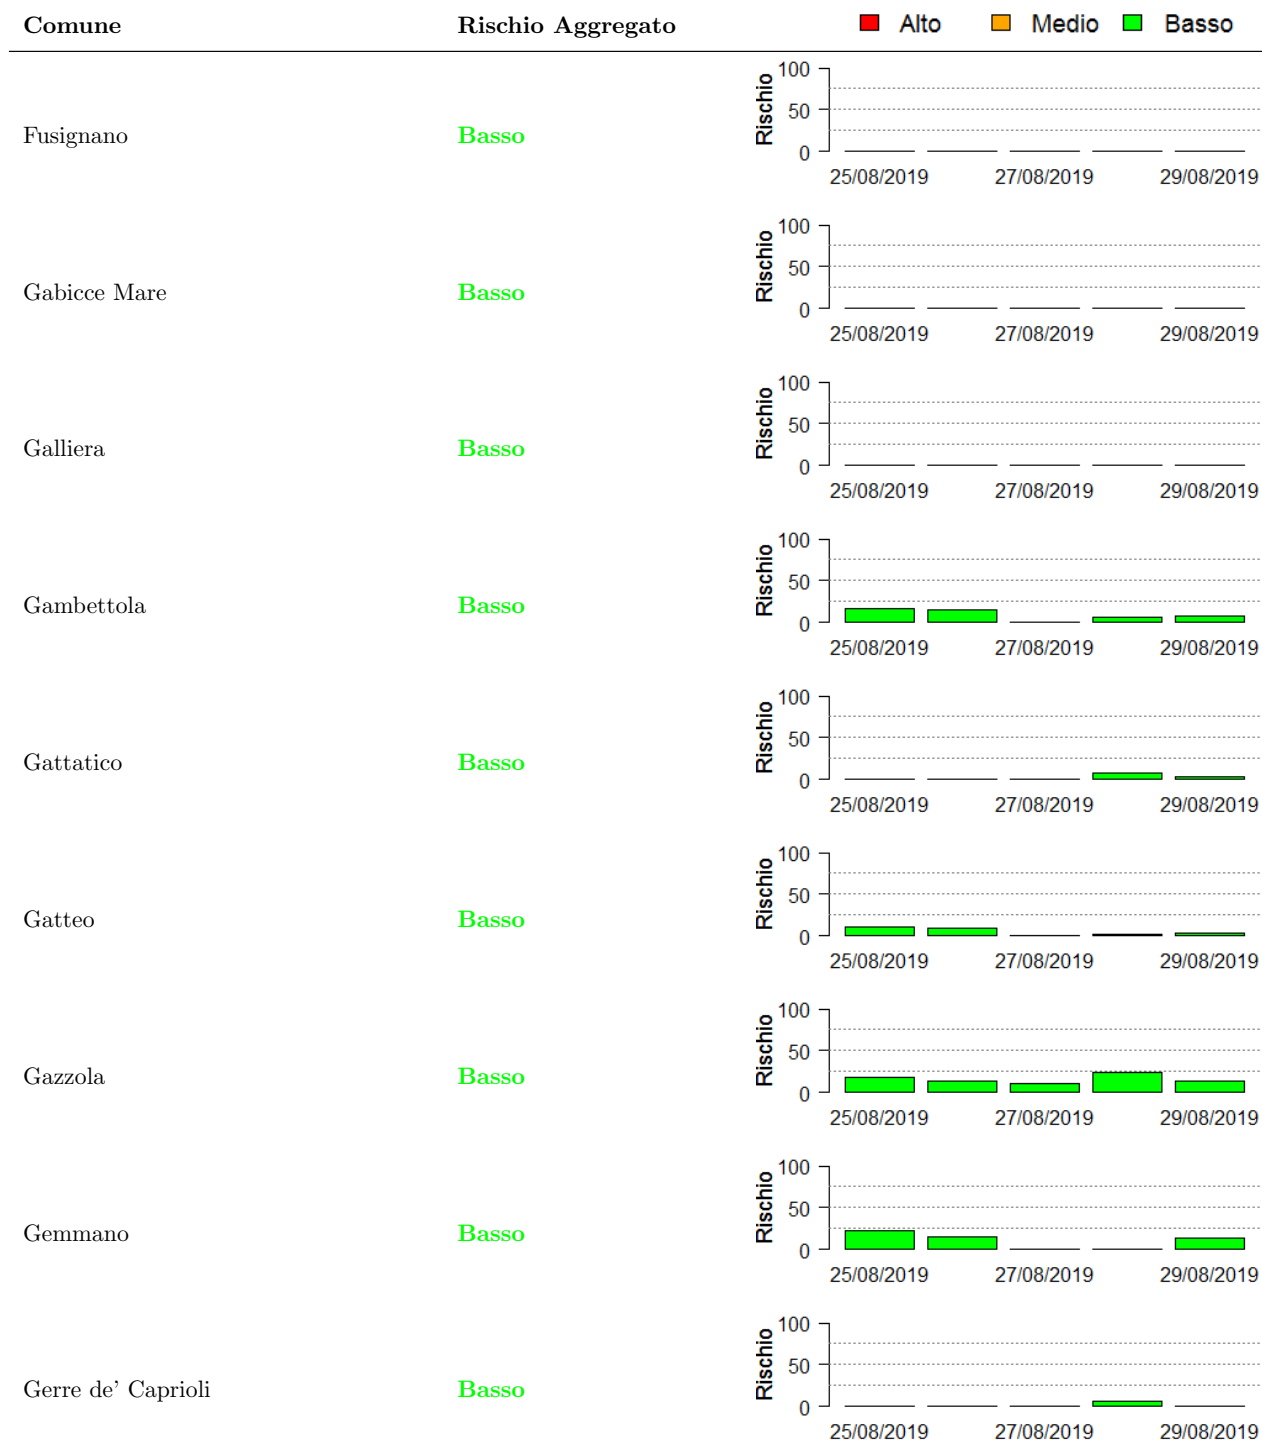 Comune Rischio Aggregato Alto Medio Basso
Fusignano Basso Rischio 100 50 0
25/08/2019 27/08/2019 29/08/2019
Gabicce Mare Basso Rischio 100 50 0
25/08/2019 27/08/2019 29/08/2019
Galliera Basso Rischio 100 50 0
25/08/2019 27/08/2019 29/08/2019
Gambettola Basso Rischio 100 50 0
25/08/2019 27/08/2019 29/08/2019
Gattatico Basso Rischio 100 50 0
25/08/2019 27/08/2019 29/08/2019
Gatteo Basso Rischio 100 50 0
25/08/2019 27/08/2019 29/08/2019
Gazzola Basso Rischio 100 50 0
25/08/2019 27/08/2019 29/08/2019
Gemmano Basso Rischio 100 50 0
25/08/2019 27/08/2019 29/08/2019
Gerre de' Caprioli Basso Rischio 100 50 0
25/08/2019 27/08/2019 29/08/2019